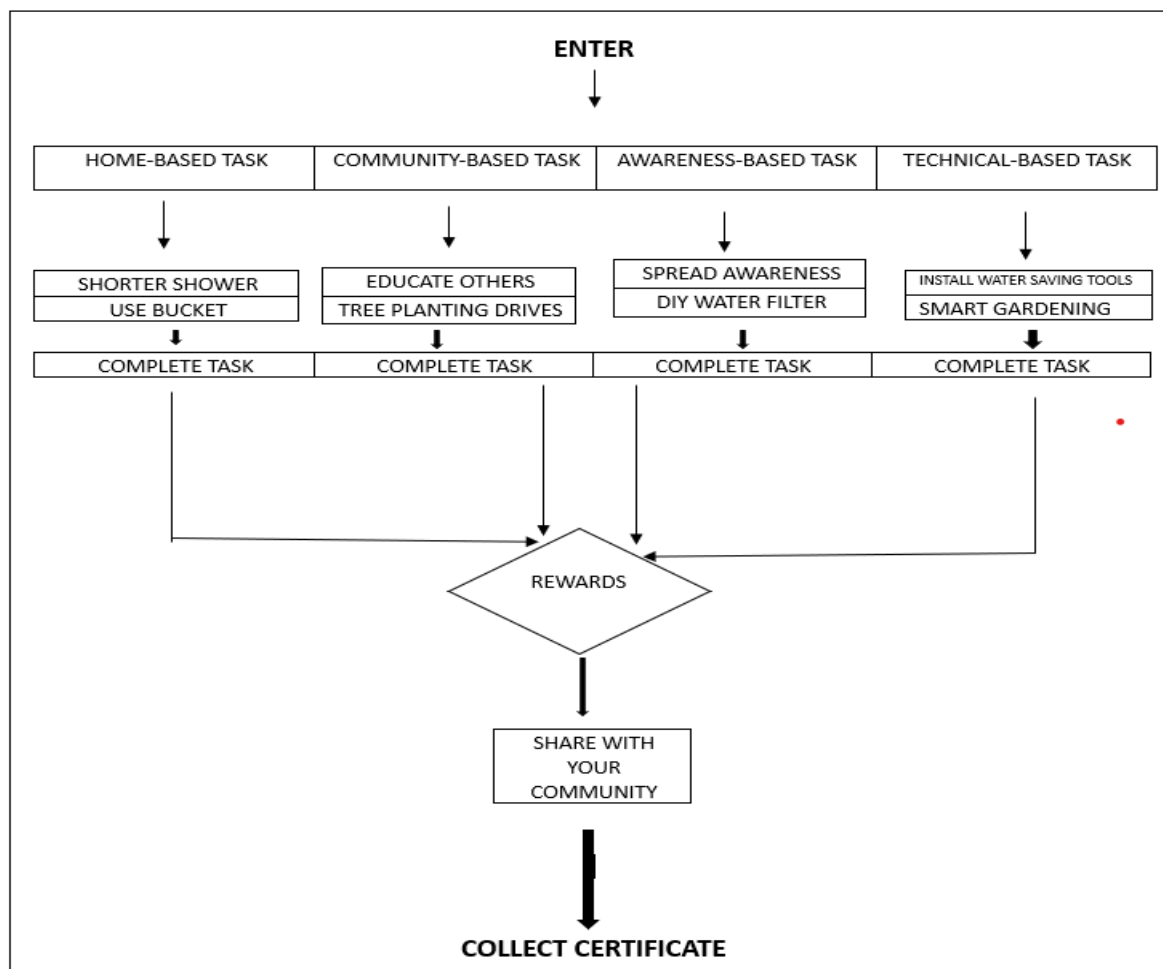 ENTER
HOME-BASED TASK
COMMUNITY-BASED TASK
AWARENESS-BASED TASK
TECHNICAL-BASED TASK
SHORTER SHOWER
USE BUCKET
EDUCATE OTHERS
TREE PLANTING DRIVES
SPREAD AWARENESS
DIY WATER FILTER
INSTALL WATER SAVING TOOLS
SMART GARDENING
COMPLETE TASK
COMPLETE TASK
COMPLETE TASK
COMPLETE TASK
REWARDS
SHARE WITH
YOUR
COMMUNITY
COLLECT CERTIFICATE